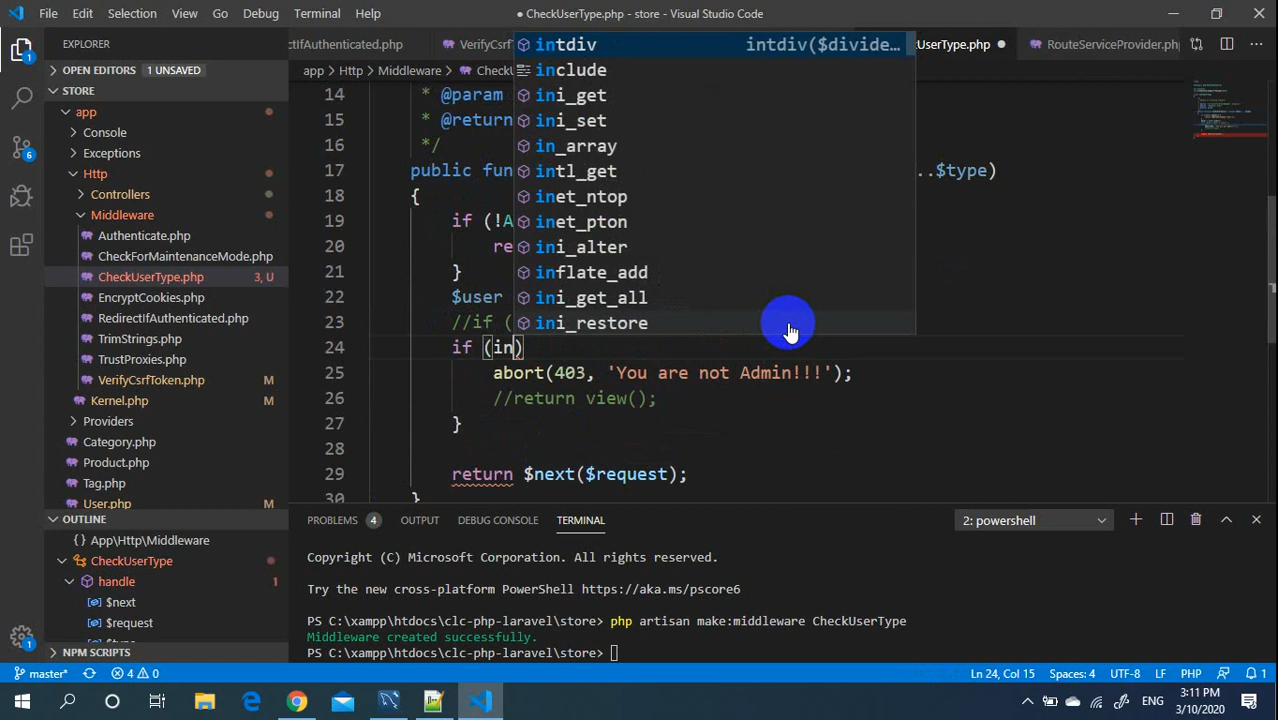 File Edit Selection View Go Debug Terminal Help
● CheckUserType.php - store - Visual Studio Code
EXPLORER
OPEN EDITORS 1 UNSAVED
STORE
app
Console
Exceptions
Http
Controllers
Middleware
Authenticate.php
CheckForMaintenanceMode.php
CheckUserType.php 3, U
EncryptCookies.php
RedirectIfAuthenticated.php
TrimStrings.php
TrustProxies.php
VerifyCsrfToken.php M
Kernel.php M
Providers
Category.php
Product.php
Tag.php
User.php M
OUTLINE
App\Http\Middleware
CheckUserType
handle 1
$next
$request
NPM SCRIPTS
ctIfAuthenticated.php VerifyCsrf UserType.php RouteServiceProvider.php
app > Http > Middleware >
14 * @param
15 * @return
16 */
17 public fun ..$type)
18 {
19 if (!A
20 re
21 }
22 $user
23 //if (
24 if (in)
25 abort(403, 'You are not Admin!!!');
26 //return view();
27 }
28
29 return $next($request);
30 }
intdiv intdiv($divide…
include
ini_get
ini_set
in_array
intl_get
inet_ntop
inet_pton
ini_alter
inflate_add
ini_get_all
ini_restore
PROBLEMS 4 OUTPUT DEBUG CONSOLE TERMINAL 2: powershell
Copyright (C) Microsoft Corporation. All rights reserved.
Try the new cross-platform PowerShell https://aka.ms/pscore6
PS C:\xampp\htdocs\clc-php-laravel\store> php artisan make:middleware CheckUserType
Middleware created successfully.
PS C:\xampp\htdocs\clc-php-laravel\store>
master* 4 0 Ln 24, Col 15 Spaces: 4 UTF-8 LF PHP 1
ENG 3:11 PM
3/10/2020